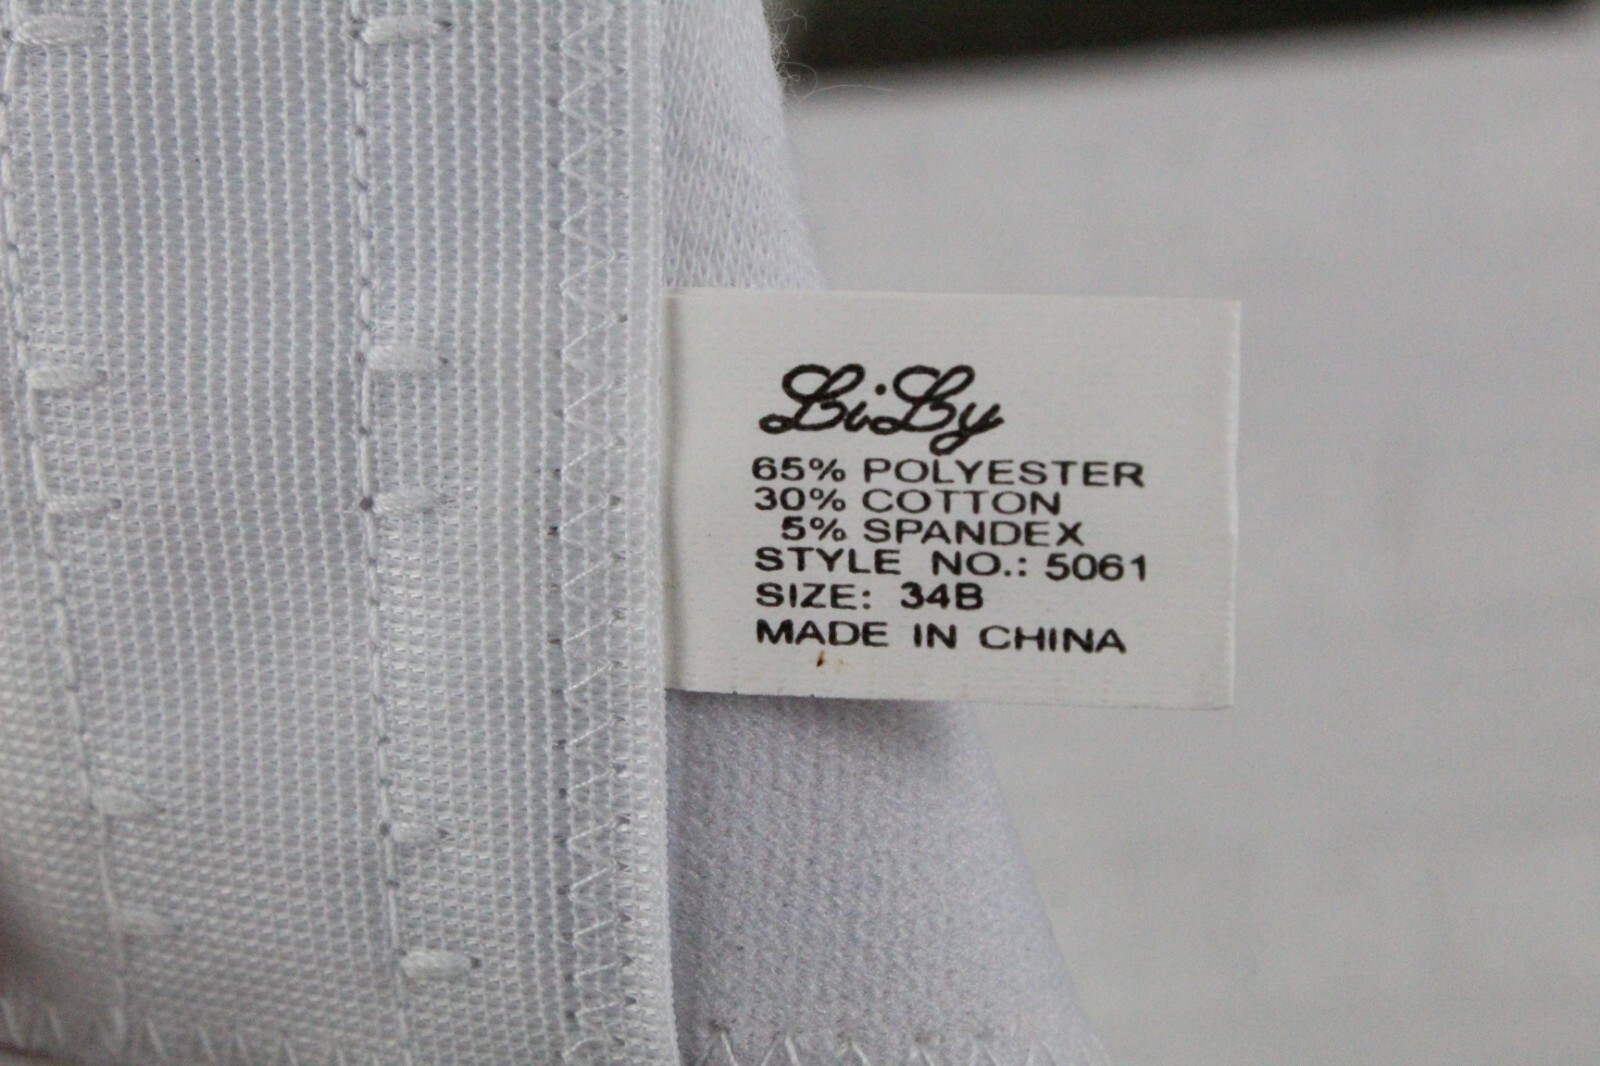 LiLy
65% POLYESTER
30% COTTON
5% SPANDEX
STYLE NO.: 5061
SIZE: 34B
MADE IN CHINA